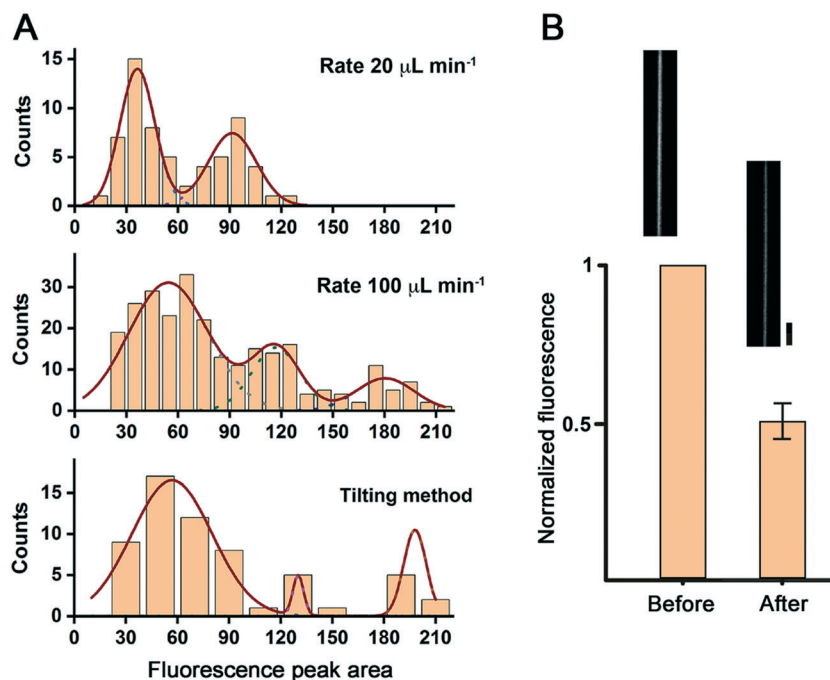 A
Counts
15
10
5
0
Rate 20 μL min⁻¹
0 30 60 90 120 150 180 210
Counts
30
20
10
0
Rate 100 μL min⁻¹
0 30 60 90 120 150 180 210
Counts
15
10
5
0
Tilting method
0 30 60 90 120 150 180 210
Fluorescence peak area
B
Normalized fluorescence
1
0.5
Before After